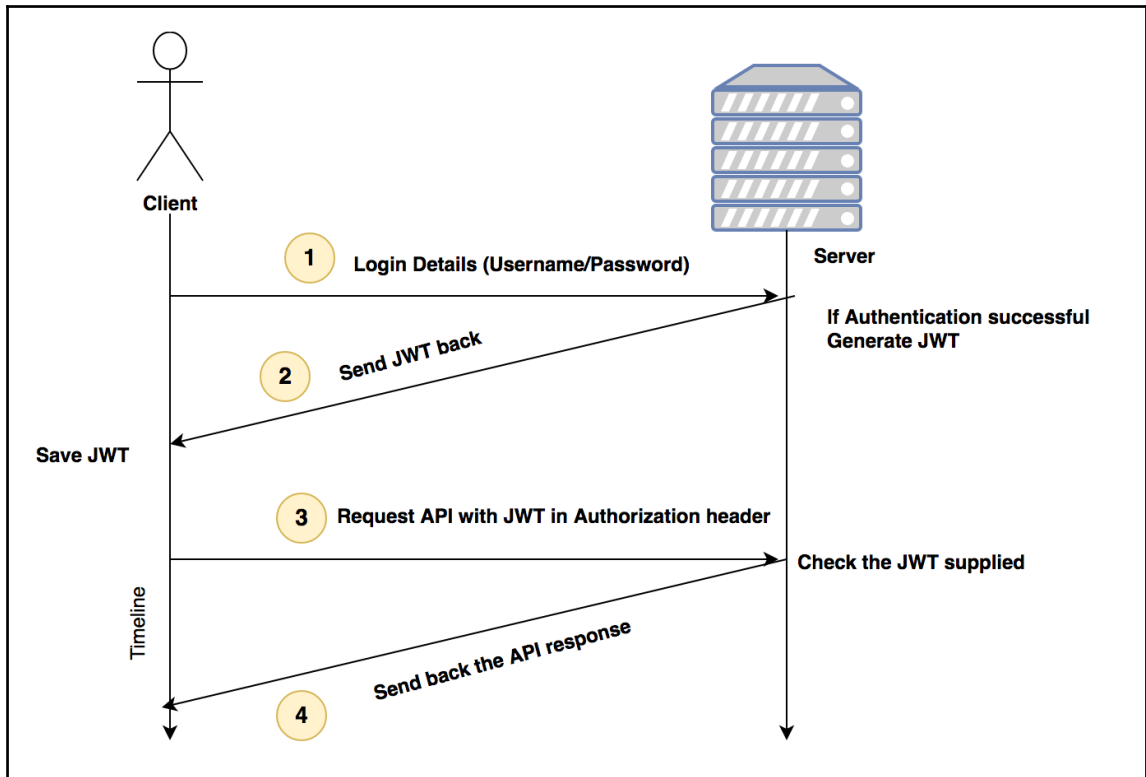 Client
Server
1
Login Details (Username/Password)
If Authentication successful
Generate JWT
Send JWT back
2
Save JWT
3
Request API with JWT in Authorization header
Check the JWT supplied
Timeline
Send back the API response
4